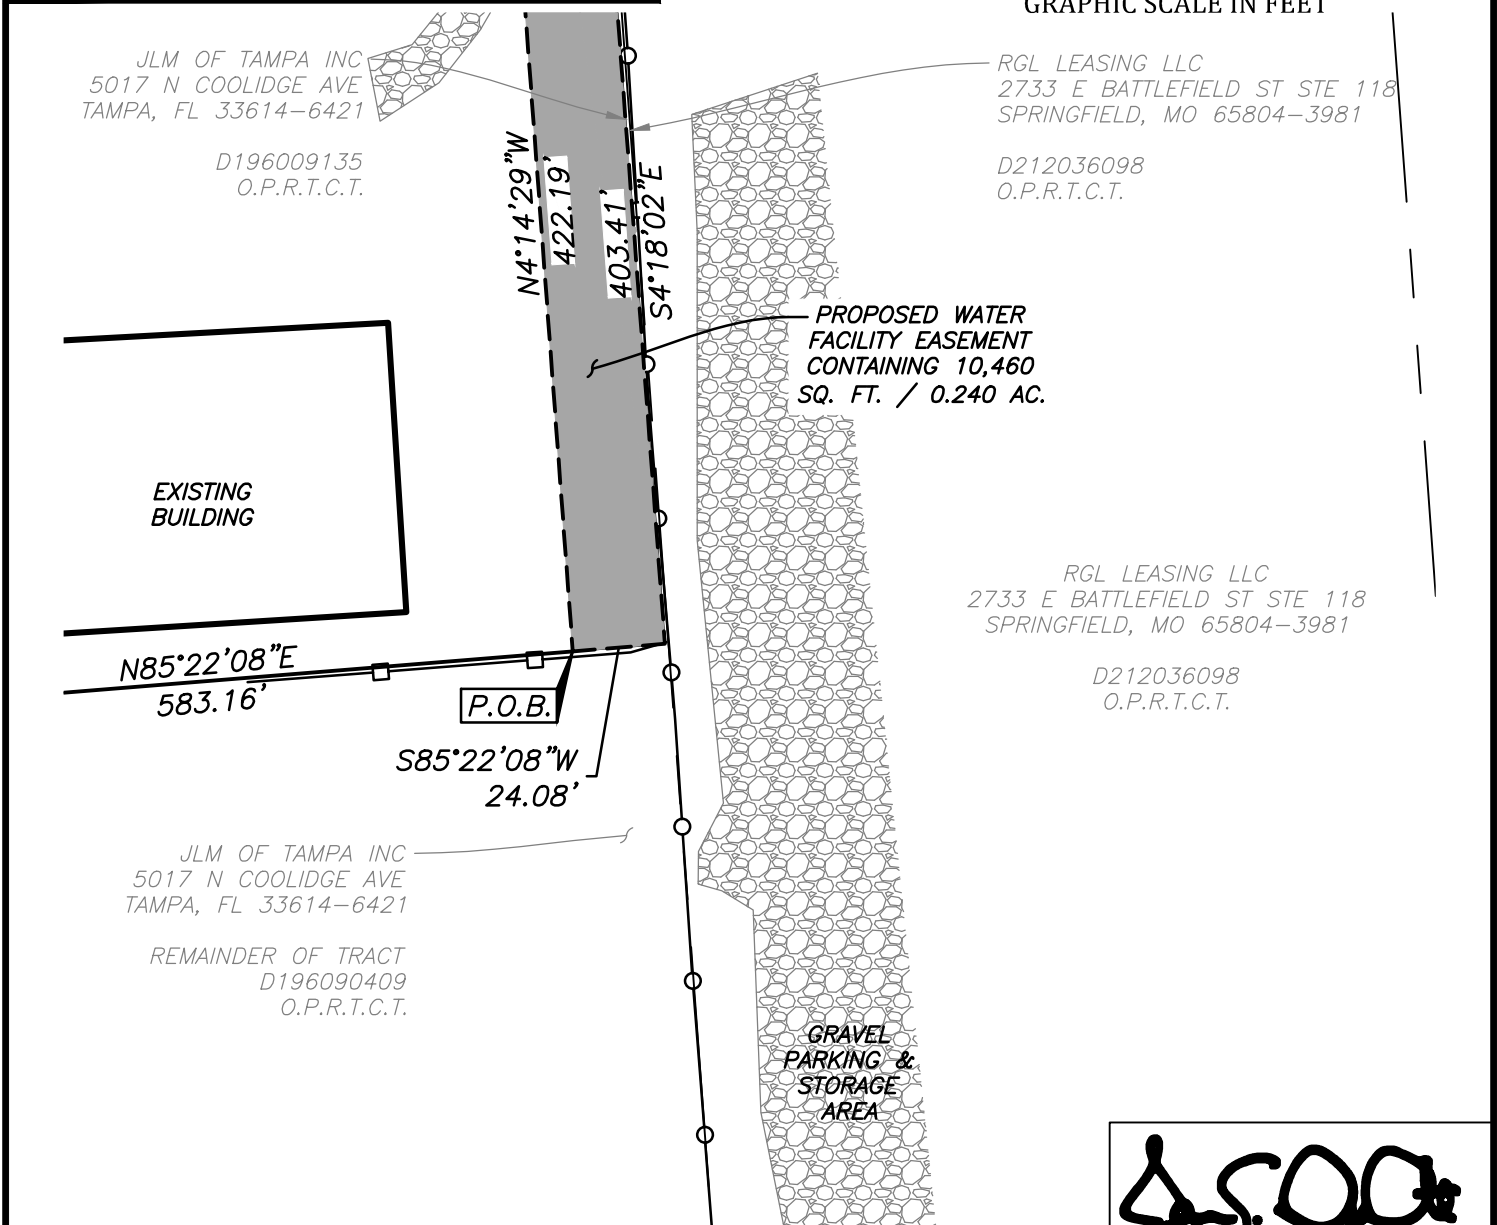 GRAPHIC SCALE IN FEET
JLM OF TAMPA INC
5017 N COOLIDGE AVE
TAMPA, FL 33614-6421
D196009135
O.P.R.T.C.T.
RGL LEASING LLC
2733 E BATTLEFIELD ST STE 118
SPRINGFIELD, MO 65804-3981
D212036098
O.P.R.T.C.T.
N4°14'29"W
422.19'
403.41'
S4°18'02"E
PROPOSED WATER
FACILITY EASEMENT
CONTAINING 10,460
SQ. FT. / 0.240 AC.
EXISTING
BUILDING
RGL LEASING LLC
2733 E BATTLEFIELD ST STE 118
SPRINGFIELD, MO 65804-3981
D212036098
O.P.R.T.C.T.
N85°22'08"E
583.16'
P.O.B.
S85°22'08"W
24.08'
JLM OF TAMPA INC
5017 N COOLIDGE AVE
TAMPA, FL 33614-6421
REMAINDER OF TRACT
D196090409
O.P.R.T.C.T.
GRAVEL
PARKING &
STORAGE
AREA